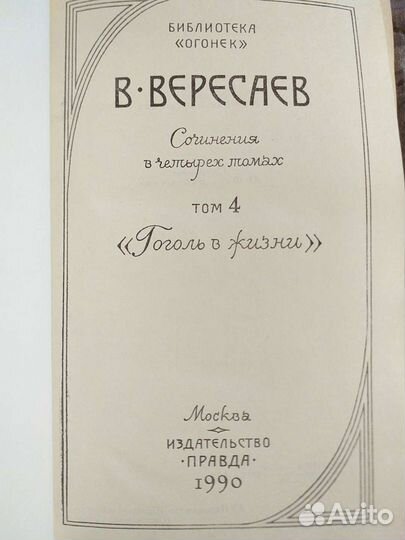 БИБЛИОТЕКА
«ОГОНЕК»
В·ВЕРЕСАЕВ
Сочинения
в четырех томах
ТОМ 4
«Гоголь в жизни»
Москва
ИЗДАТЕЛЬСТВО
·ПРАВДА·
1990
Avito